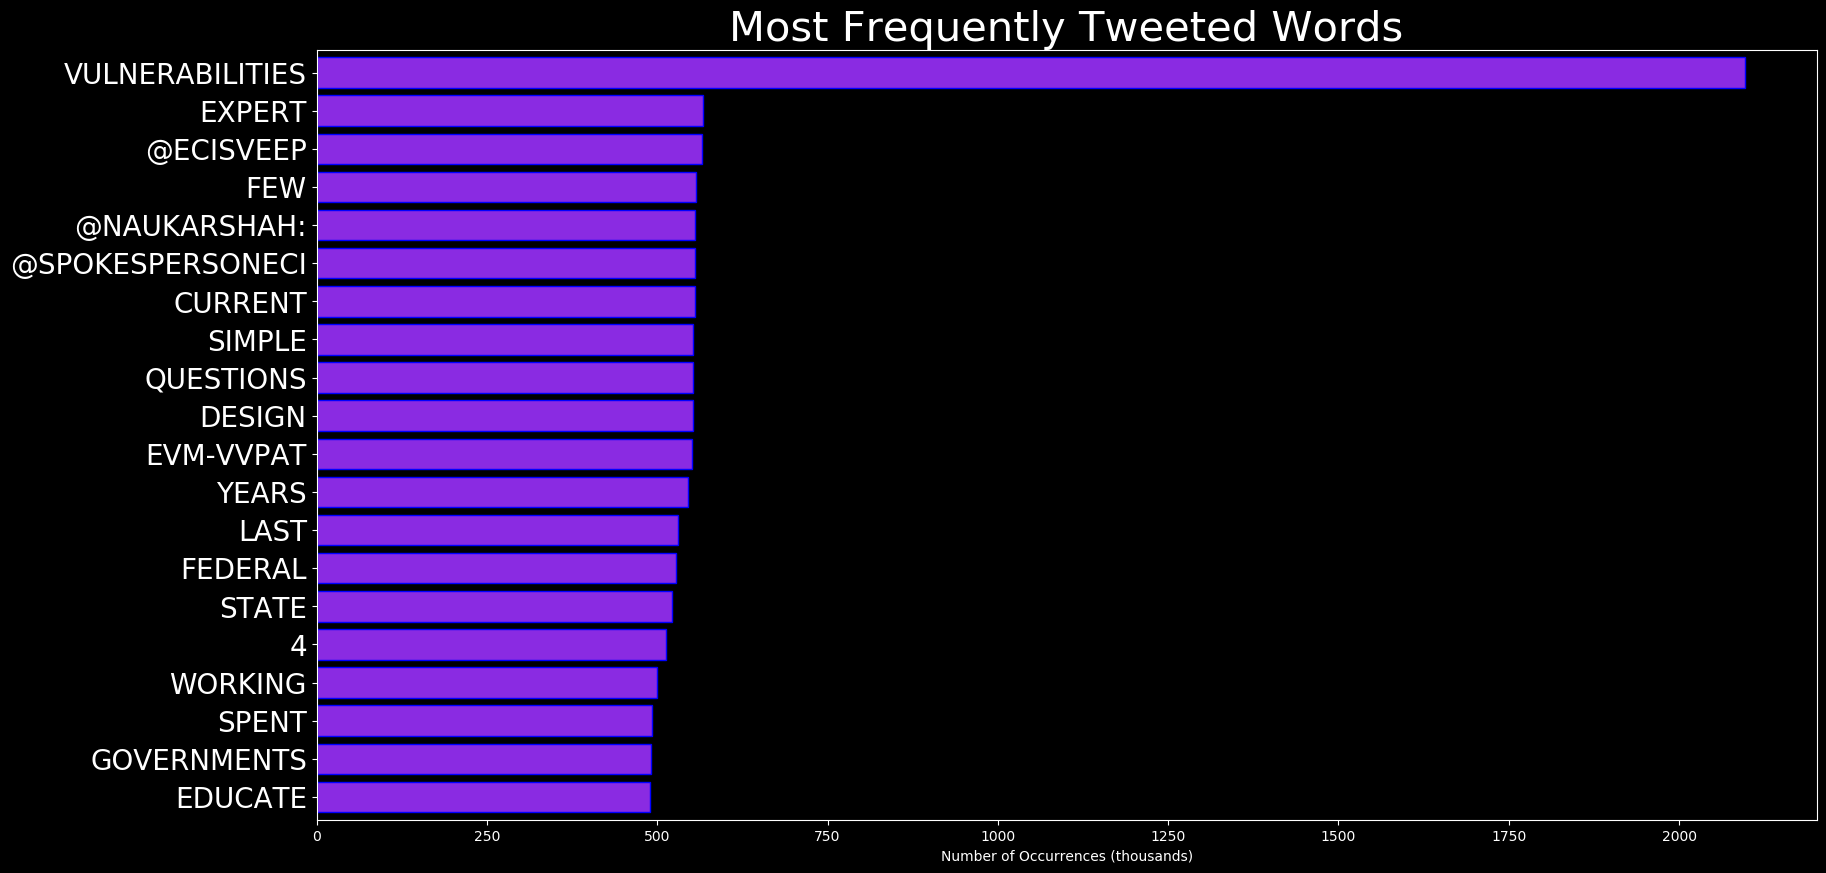 Most Frequently Tweeted Words
VULNERABILITIES
EXPERT
@ECISVEEP
FEW
@NAUKARSHAH:
@SPOKESPERSONECI
CURRENT
SIMPLE
QUESTIONS
DESIGN
EVM-VVPAT
YEARS
LAST
FEDERAL
STATE
4
WORKING
SPENT
GOVERNMENTS
EDUCATE
0 250 500 750 1000 1250 1500 1750 2000
Number of Occurrences (thousands)